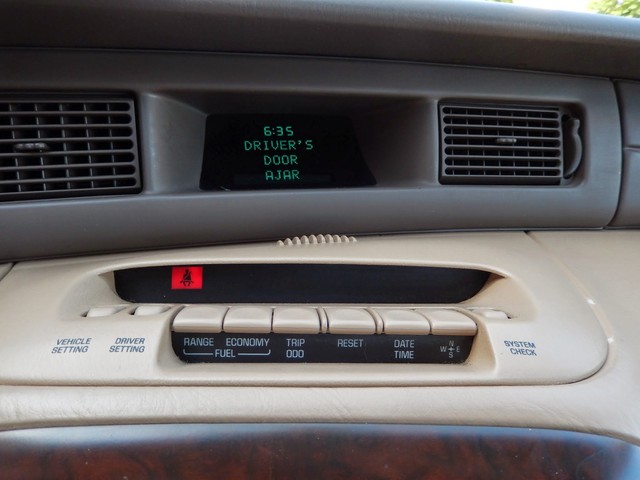 6:35
DRIVER'S
DOOR
AJAR
VEHICLE
SETTING
DRIVER
SETTING
RANGE ECONOMY
FUEL
TRIP
ODO
RESET
DATE
TIME
N
W E
S
SYSTEM
CHECK